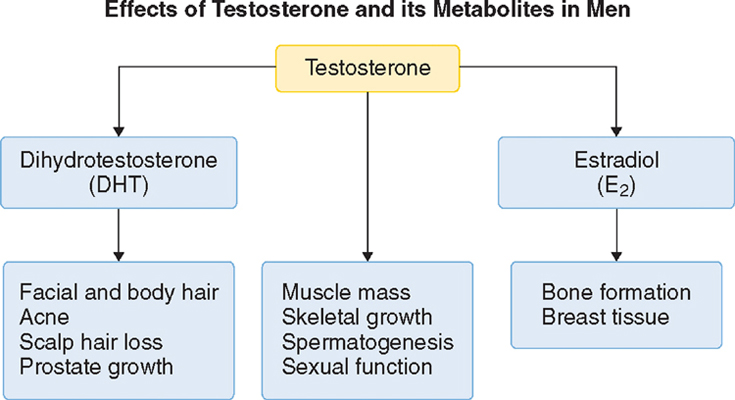 Effects of Testosterone and its Metabolites in Men
Testosterone
Dihydrotestosterone
(DHT)
Estradiol
(E₂)
Facial and body hair
Acne
Scalp hair loss
Prostate growth
Muscle mass
Skeletal growth
Spermatogenesis
Sexual function
Bone formation
Breast tissue